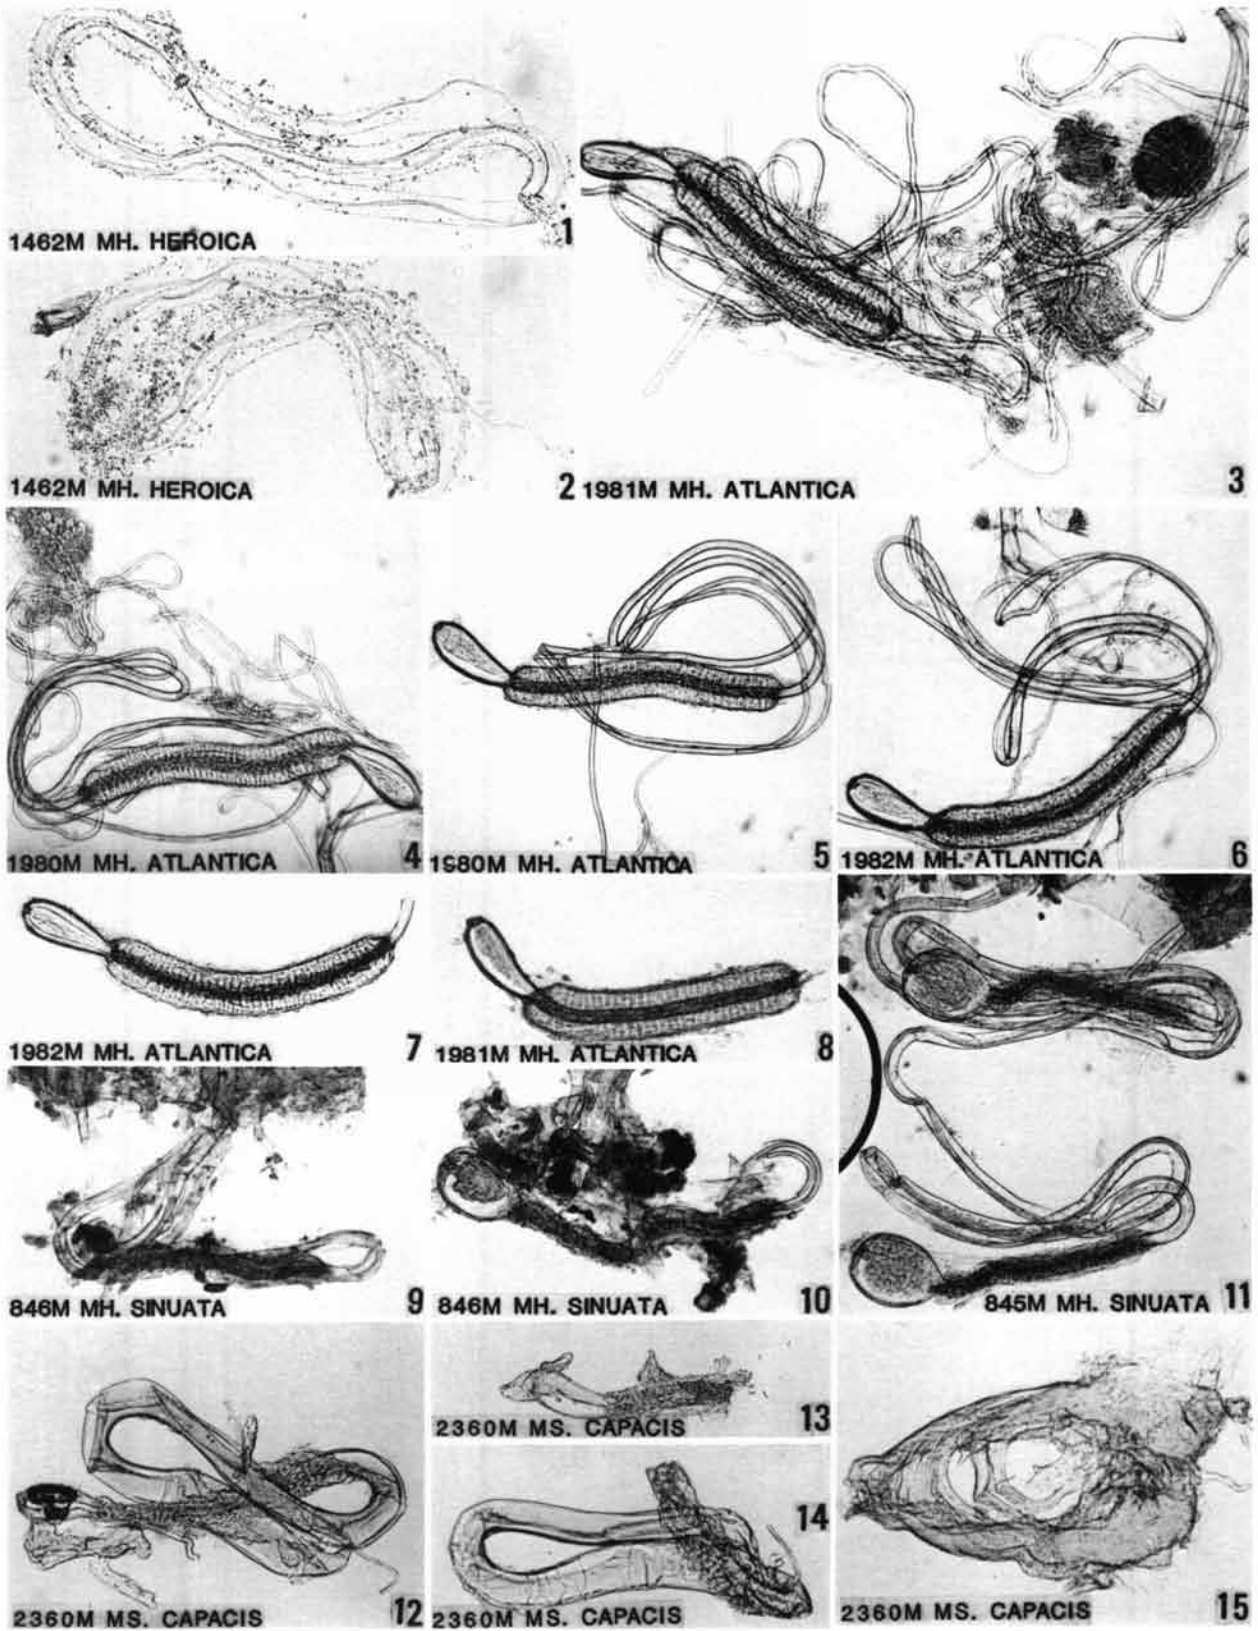 1462M MH. HEROICA 1
1462M MH. HEROICA 2
1981M MH. ATLANTICA 3
1980M MH. ATLANTICA 4
1980M MH. ATLANTICA 5
1982M MH. ATLANTICA 6
1982M MH. ATLANTICA 7
1981M MH. ATLANTICA 8
846M MH. SINUATA 9
846M MH. SINUATA 10
845M MH. SINUATA 11
2360M MS. CAPACIS 12
2360M MS. CAPACIS 13
2360M MS. CAPACIS 14
2360M MS. CAPACIS 15